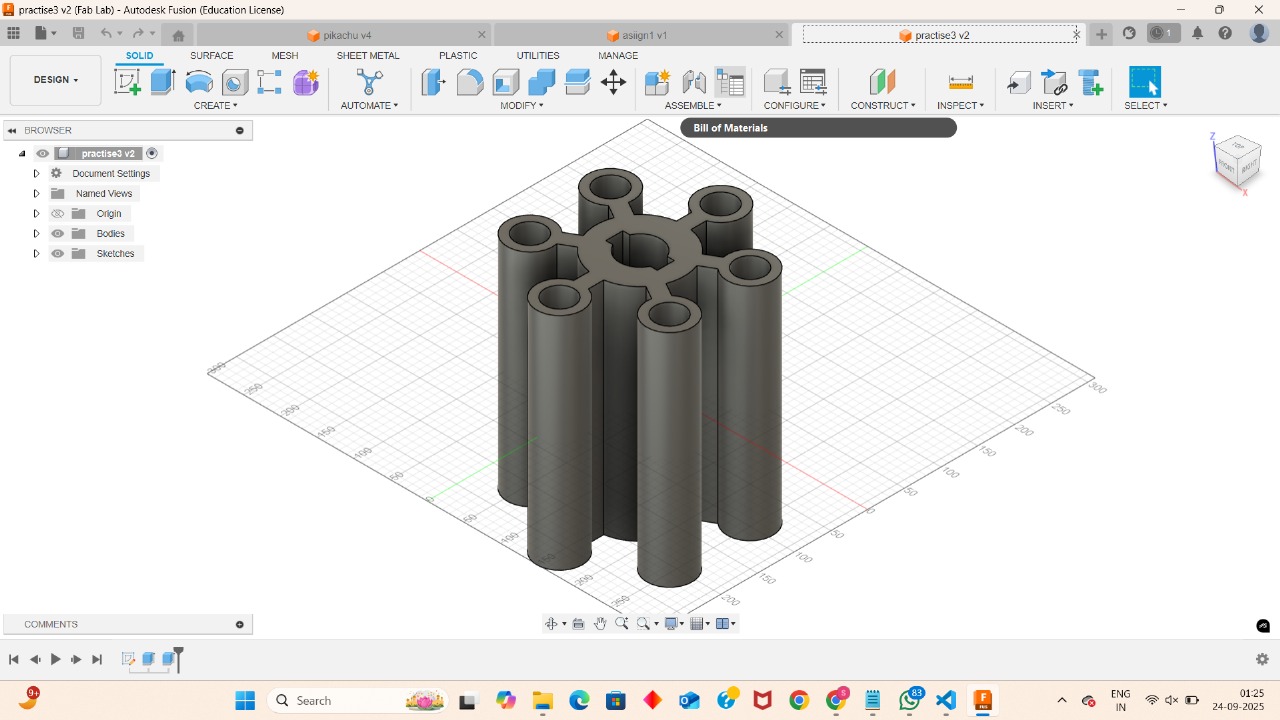 practise3 v2 (Fab Lab) - Autodesk Fusion (Education License)
pikachu v4
asiign1 v1
practise3 v2
1
SOLID SURFACE MESH SHEET METAL PLASTIC UTILITIES MANAGE
DESIGN
CREATE AUTOMATE MODIFY ASSEMBLE CONFIGURE CONSTRUCT INSPECT INSERT SELECT
BROWSER
Bill of Materials
practise3 v2
Document Settings
Named Views
Origin
Bodies
Sketches
TOP
Z
X
300
250
200
150
100
50
0
50
100
200
250
300
250
200
150
100
50
0
50
100
150
200
COMMENTS
9+
Search
S
83
ENG
IN
01:25
24-09-2025